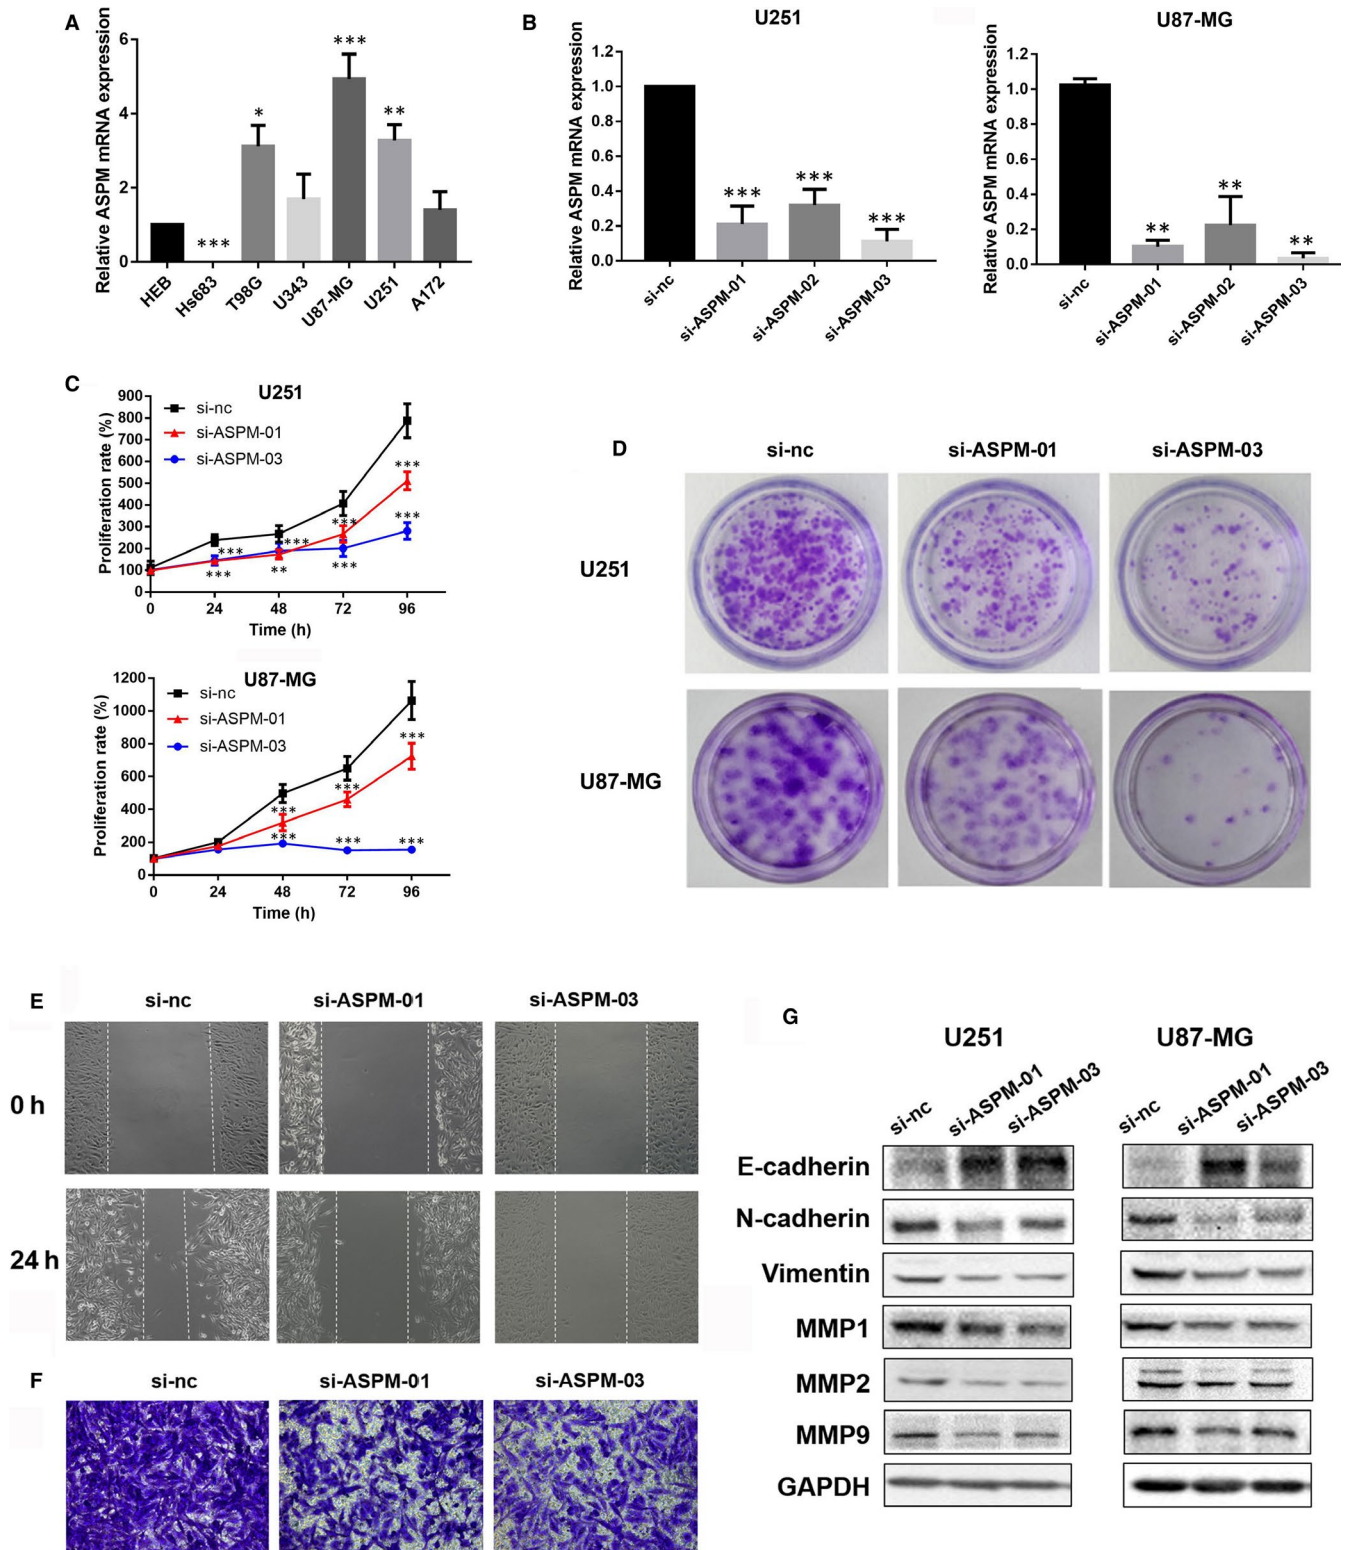 A
Relative ASPM mRNA expression
6
4
2
0
***
*
***
**
HEB
Hs683
T98G
U343
U87-MG
U251
A172
B
U251
Relative ASPM mRNA expression
1.2
1.0
0.8
0.6
0.4
0.2
0.0
***
***
***
si-nc
si-ASPM-01
si-ASPM-02
si-ASPM-03
U87-MG
Relative ASPM mRNA expression
1.2
1.0
0.8
0.6
0.4
0.2
0.0
**
**
**
si-nc
si-ASPM-01
si-ASPM-02
si-ASPM-03
C
U251
Proliferation rate (%)
900
800
700
600
500
400
300
200
100
0
si-nc
si-ASPM-01
si-ASPM-03
***
***
***
***
***
**
***
***
0 24 48 72 96
Time (h)
U87-MG
Proliferation rate (%)
1200
1000
800
600
400
200
0
si-nc
si-ASPM-01
si-ASPM-03
***
***
***
***
***
***
0 24 48 72 96
Time (h)
D
si-nc si-ASPM-01 si-ASPM-03
U251
U87-MG
E
si-nc si-ASPM-01 si-ASPM-03
0 h
24 h
F
si-nc si-ASPM-01 si-ASPM-03
G
U251 U87-MG
si-nc si-ASPM-01 si-ASPM-03 si-nc si-ASPM-01 si-ASPM-03
E-cadherin
N-cadherin
Vimentin
MMP1
MMP2
MMP9
GAPDH